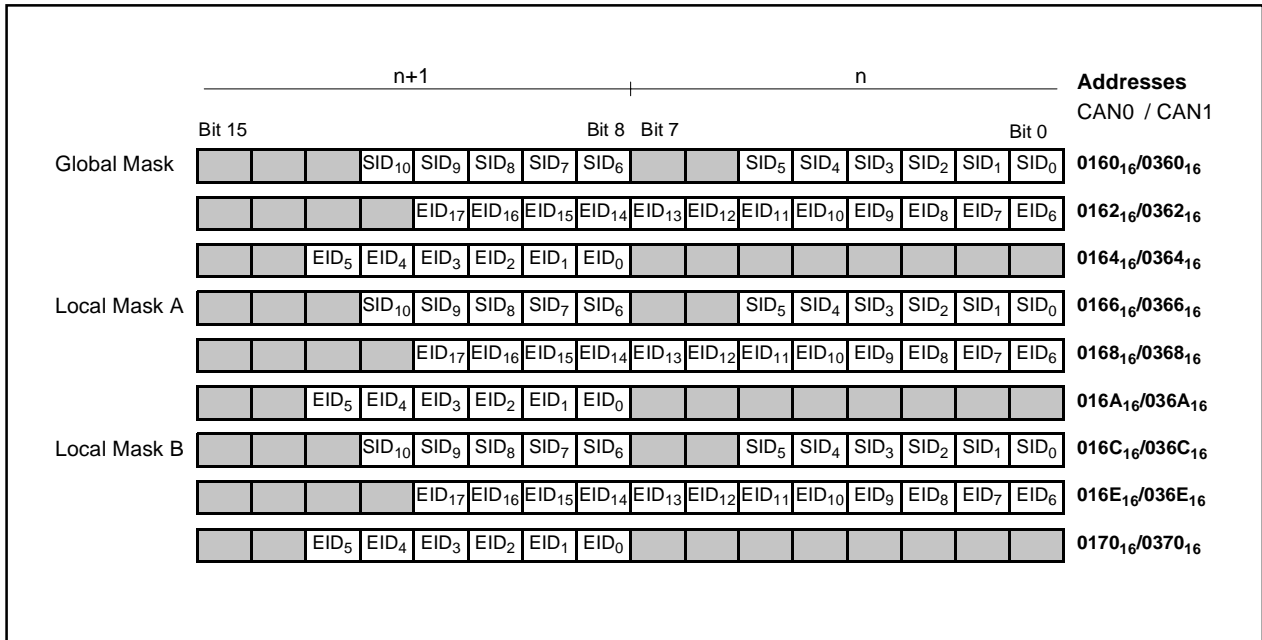 n+1 n Addresses
CAN0 / CAN1
Bit 15 Bit 8 Bit 7 Bit 0
Global Mask SID10 SID9 SID8 SID7 SID6 SID5 SID4 SID3 SID2 SID1 SID0 016016/036016
EID17 EID16 EID15 EID14 EID13 EID12 EID11 EID10 EID9 EID8 EID7 EID6 016216/036216
EID5 EID4 EID3 EID2 EID1 EID0 016416/036416
Local Mask A SID10 SID9 SID8 SID7 SID6 SID5 SID4 SID3 SID2 SID1 SID0 016616/036616
EID17 EID16 EID15 EID14 EID13 EID12 EID11 EID10 EID9 EID8 EID7 EID6 016816/036816
EID5 EID4 EID3 EID2 EID1 EID0 016A16/036A16
Local Mask B SID10 SID9 SID8 SID7 SID6 SID5 SID4 SID3 SID2 SID1 SID0 016C16/036C16
EID17 EID16 EID15 EID14 EID13 EID12 EID11 EID10 EID9 EID8 EID7 EID6 016E16/036E16
EID5 EID4 EID3 EID2 EID1 EID0 017016/037016